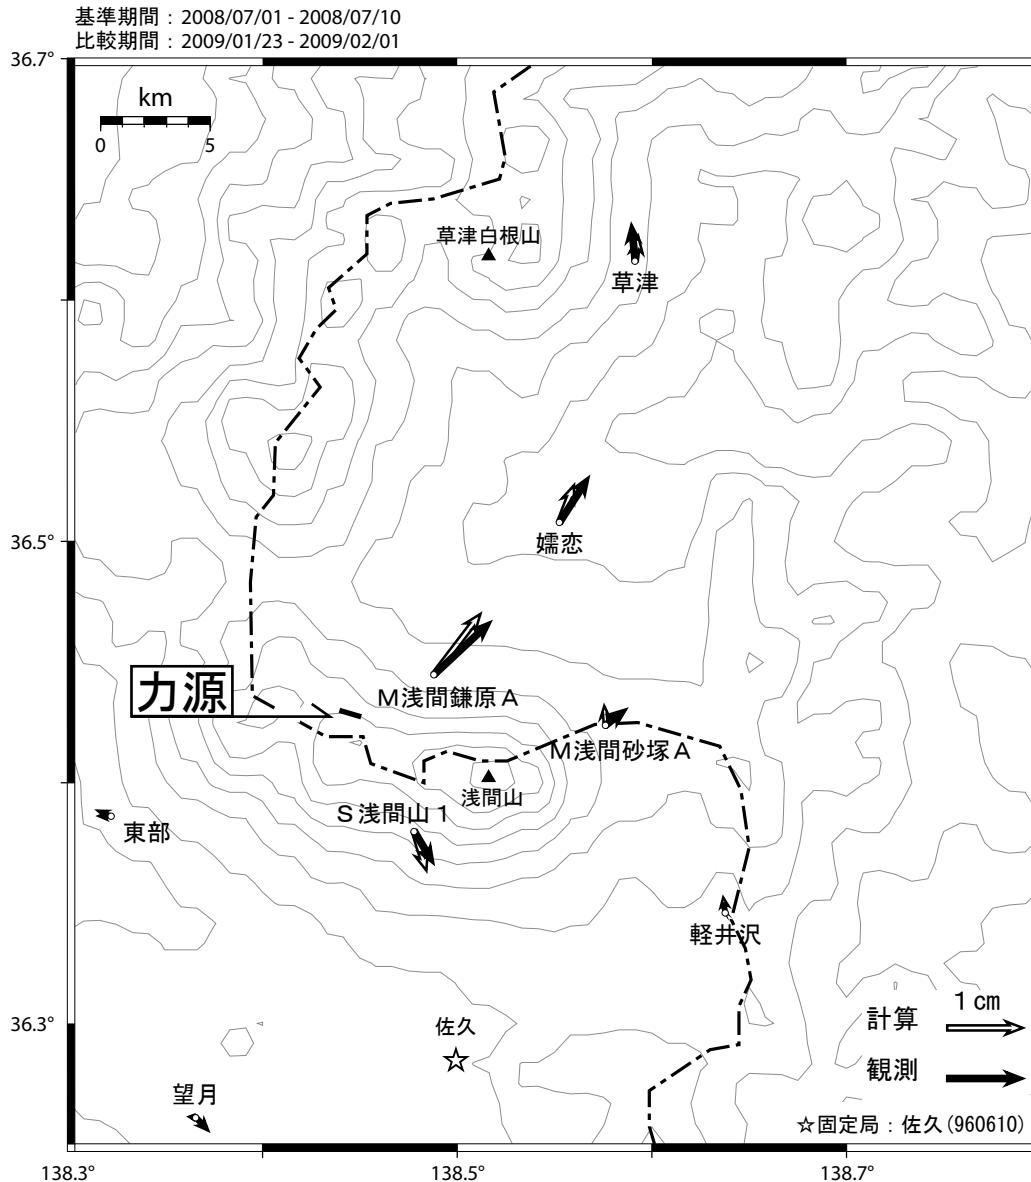 基準期間：2008/07/01 - 2008/07/10
比較期間：2009/01/23 - 2009/02/01
36.7°
km
0 5
草津白根山
草津
36.5°
嬬恋
力源
M浅間鎌原A
M浅間砂塚A
浅間山
S浅間山1
東部
軽井沢
36.3°
佐久
計算 1cm
観測
望月
☆固定局：佐久(960610)
138.3° 138.5° 138.7°